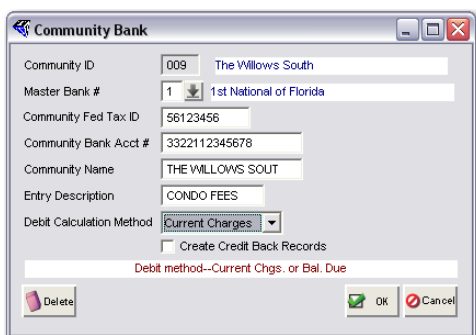 Community Bank
Community ID 009 The Willows South
Master Bank # 1 1st National of Florida
Community Fed Tax ID 56123456
Community Bank Acct # 3322112345678
Community Name THE WILLOWS SOUT
Entry Description CONDO FEES
Debit Calculation Method Current Charges
Create Credit Back Records
Debit method--Current Chgs. or Bal. Due
Delete OK Cancel